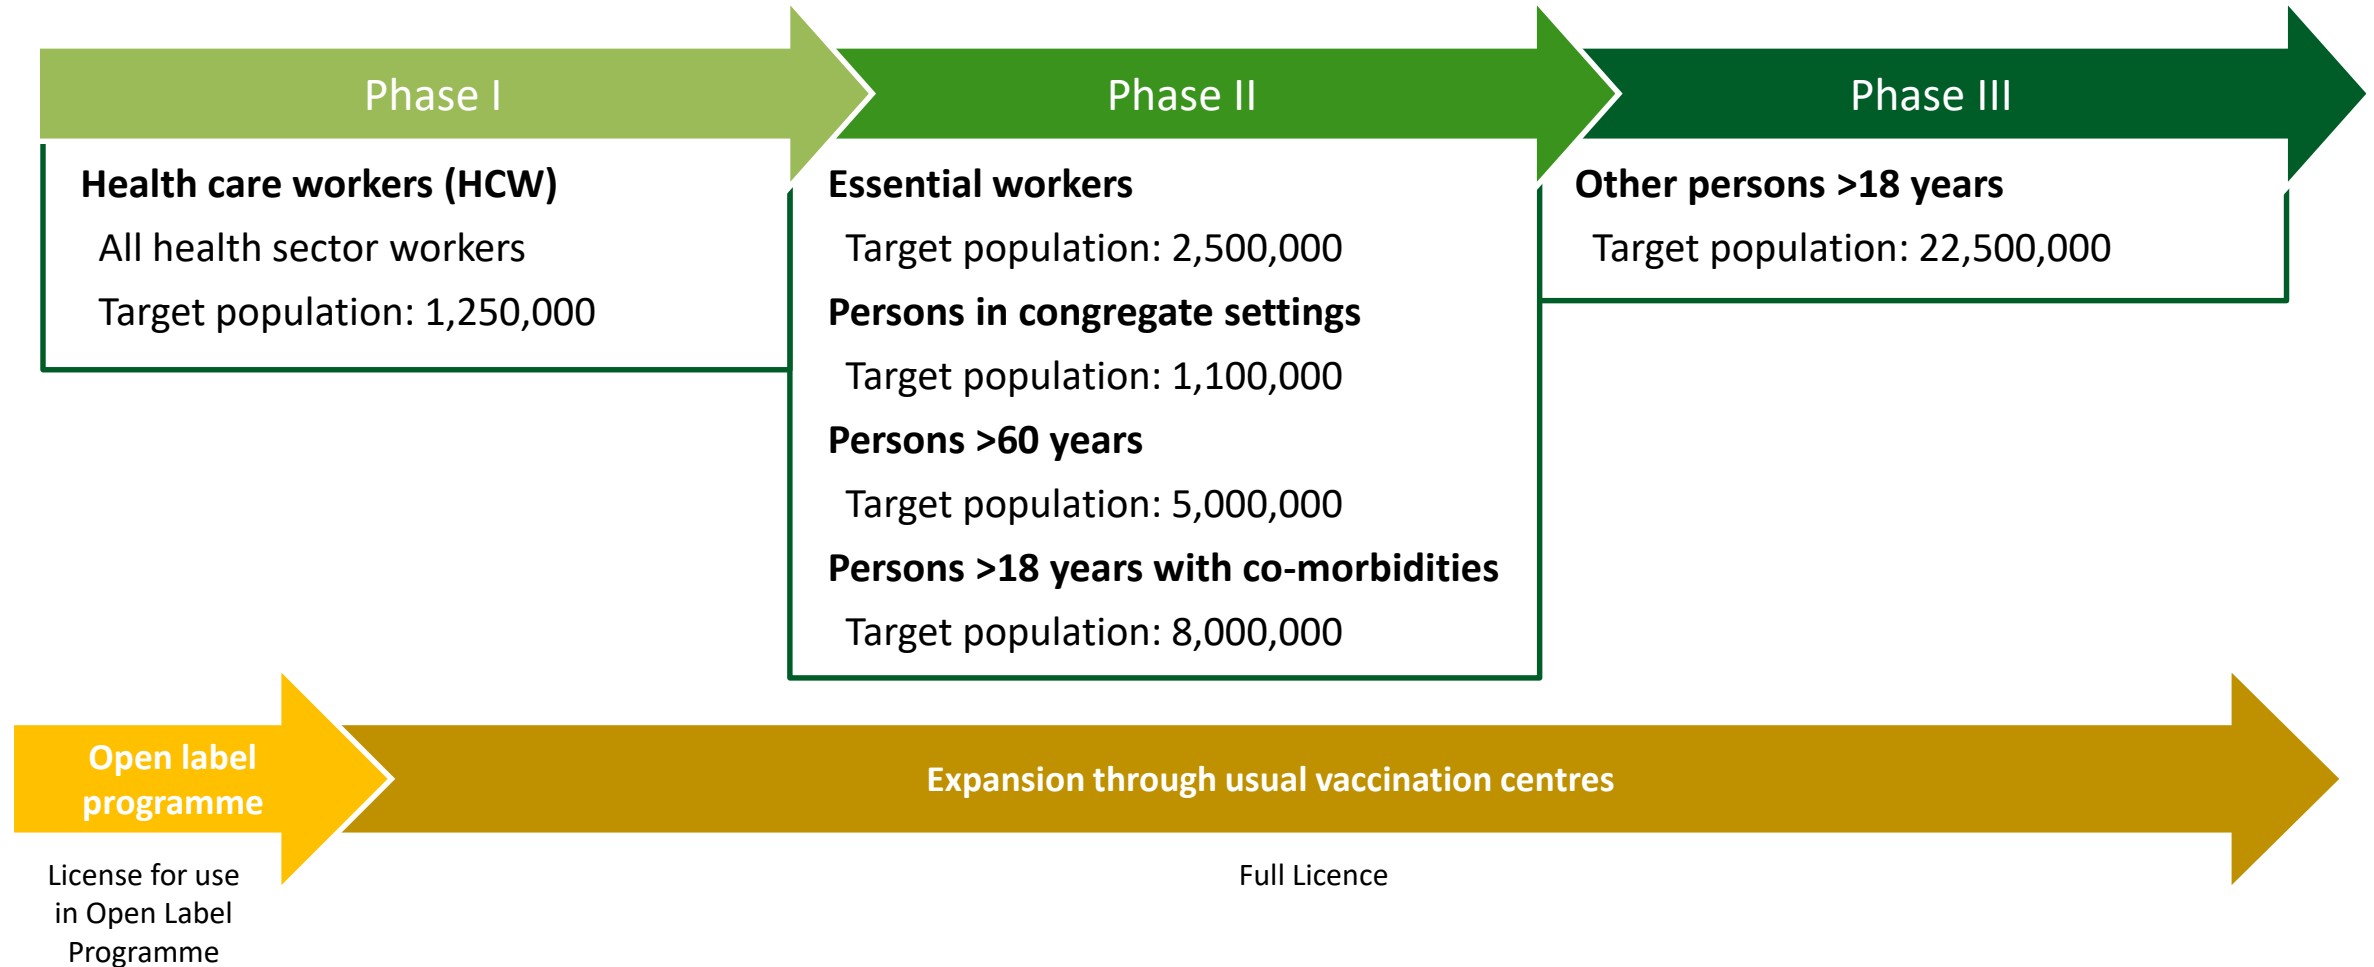 Phase I
Phase II
Phase III
Health care workers (HCW)
All health sector workers
Target population: 1,250,000
Essential workers
Target population: 2,500,000
Persons in congregate settings
Target population: 1,100,000
Persons >60 years
Target population: 5,000,000
Persons >18 years with co-morbidities
Target population: 8,000,000
Other persons >18 years
Target population: 22,500,000
Open label
programme
Expansion through usual vaccination centres
License for use
in Open Label
Programme
Full Licence